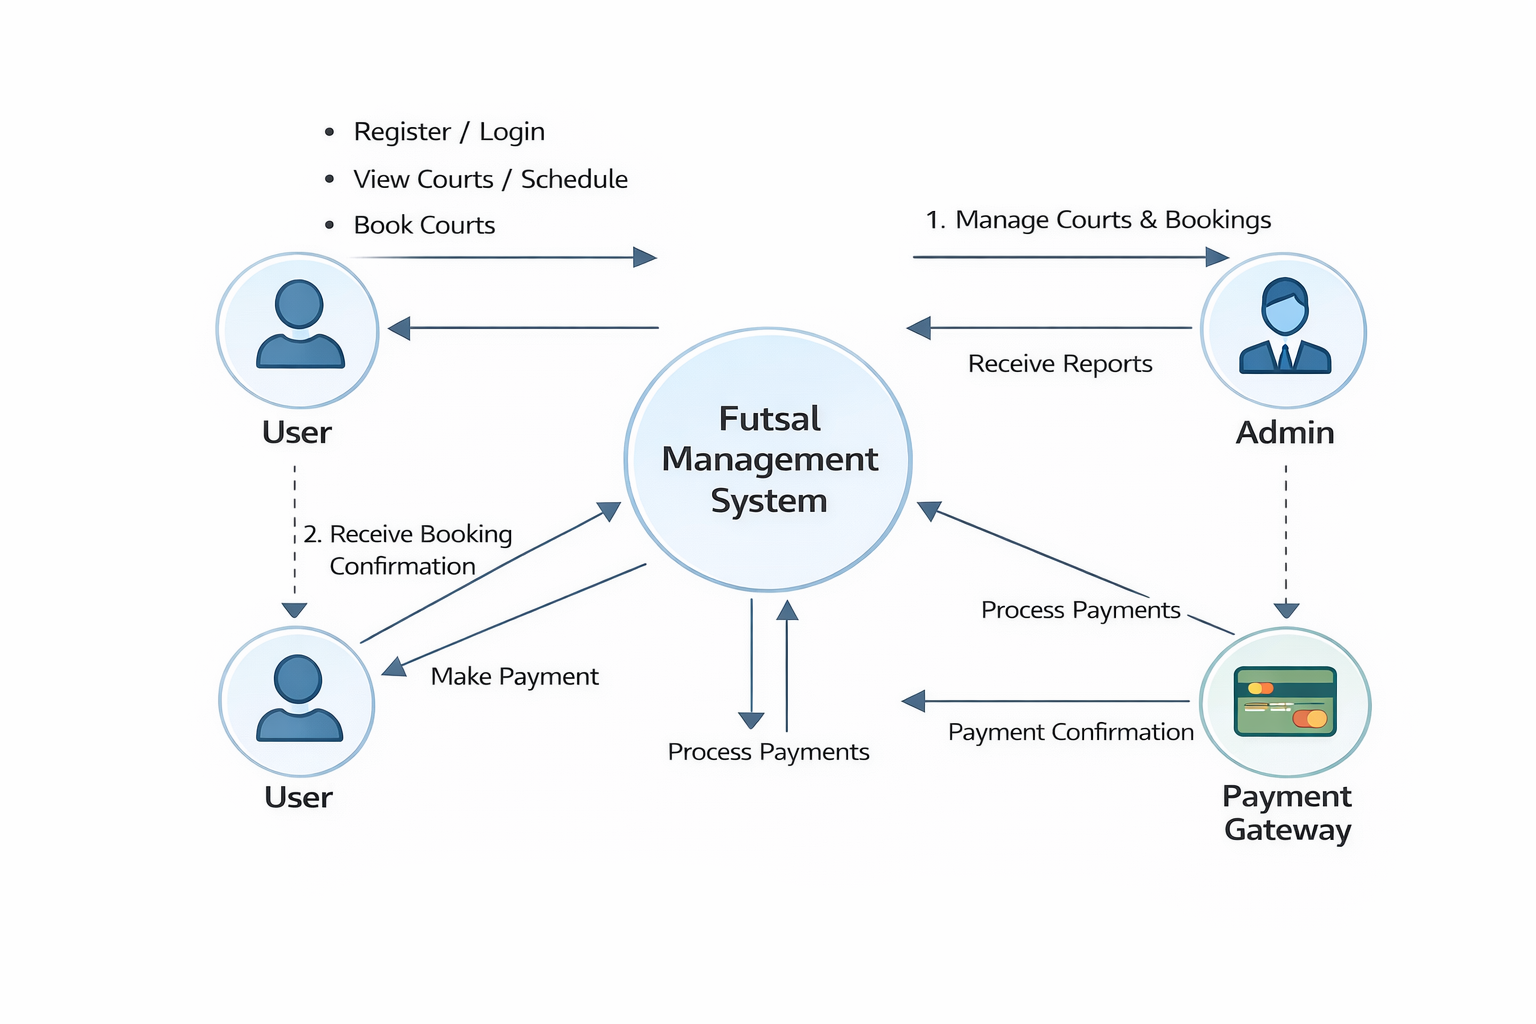 • Register / Login
• View Courts / Schedule
• Book Courts
1. Manage Courts & Bookings
Receive Reports
User
Admin
Futsal
Management
System
2. Receive Booking
Confirmation
Process Payments
Make Payment
Process Payments
Payment Confirmation
User
Payment
Gateway